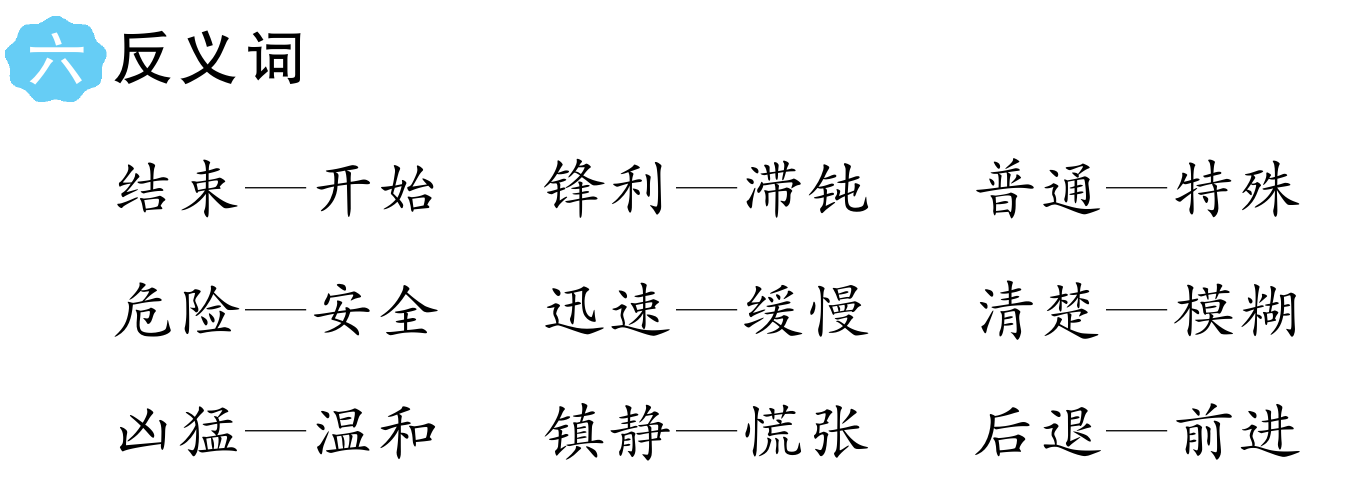 六 反义词
结束—开始 锋利—滞钝 普通—特殊
危险—安全 迅速—缓慢 清楚—模糊
凶猛—温和 镇静—慌张 后退—前进